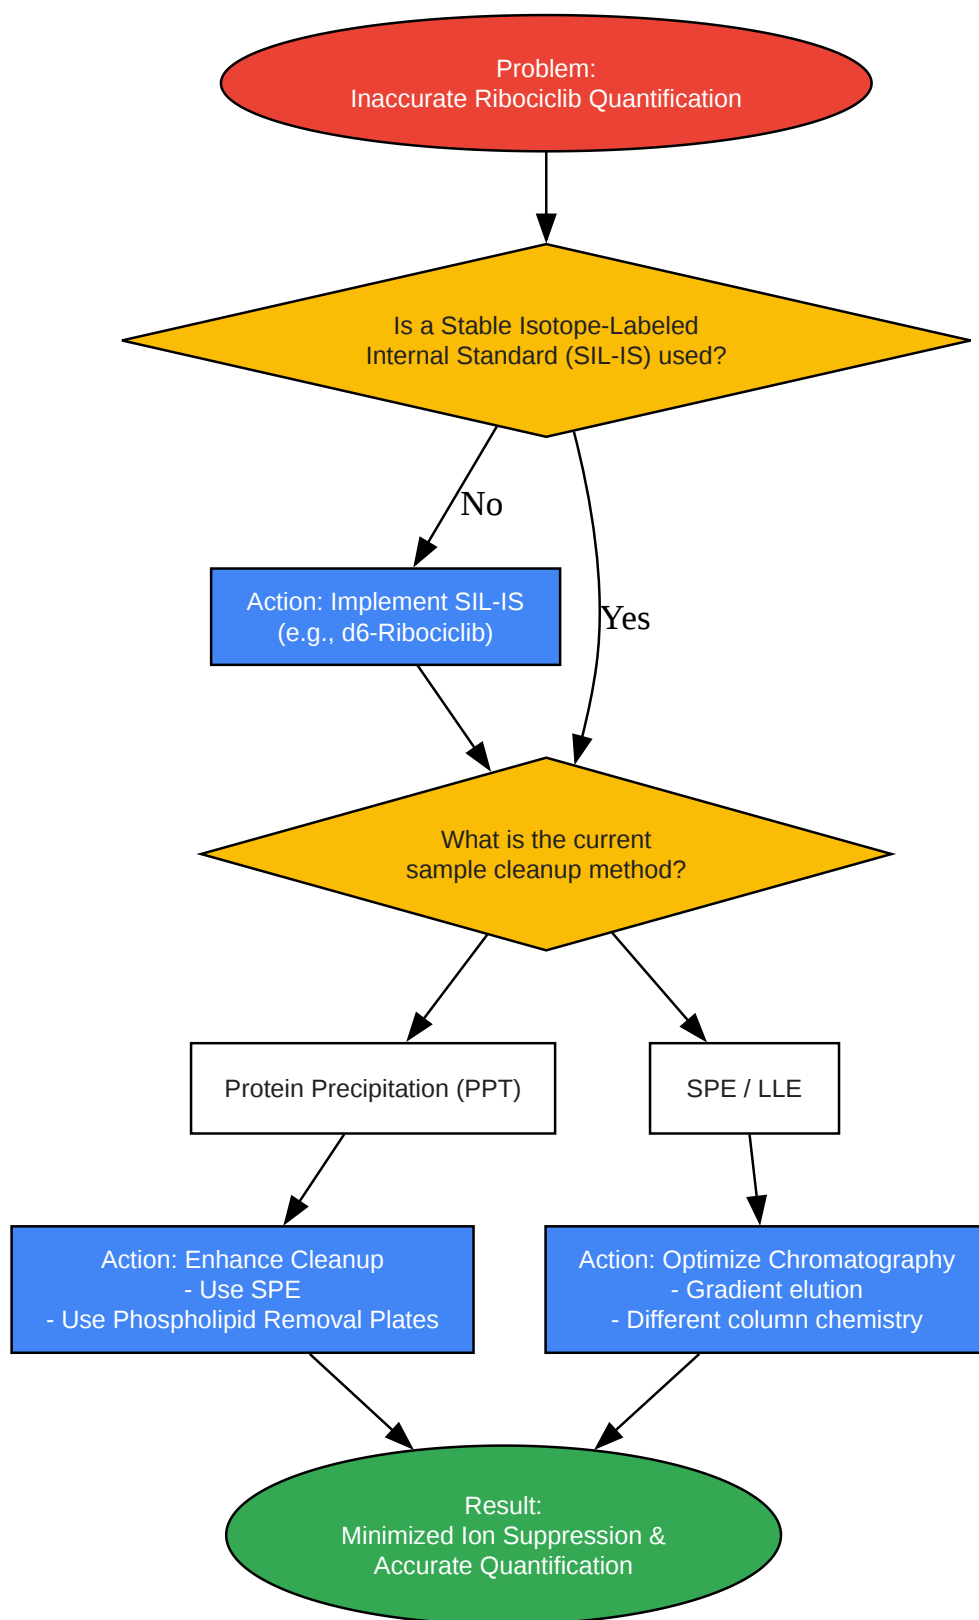 Problem:
Inaccurate Ribociclib Quantification
Is a Stable Isotope-Labeled
Internal Standard (SIL-IS) used?
No
Action: Implement SIL-IS
(e.g., d6-Ribociclib)
Yes
What is the current
sample cleanup method?
Protein Precipitation (PPT)
SPE / LLE
Action: Enhance Cleanup
- Use SPE
- Use Phospholipid Removal Plates
Action: Optimize Chromatography
- Gradient elution
- Different column chemistry
Result:
Minimized Ion Suppression &
Accurate Quantification